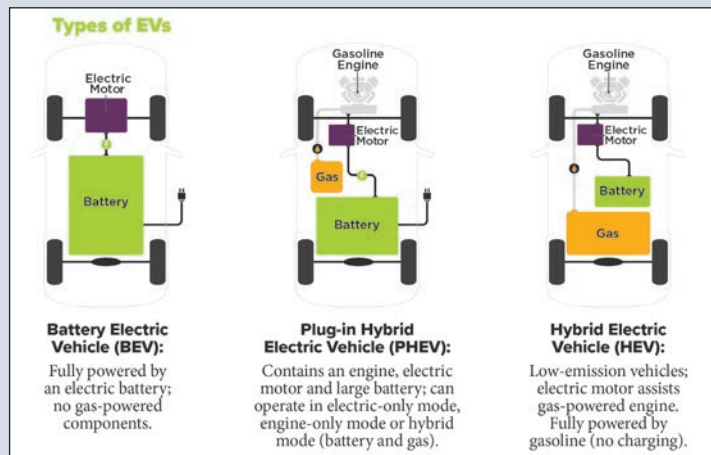 Types of EVs
Electric
Motor
Battery
Battery Electric
Vehicle (BEV):
Fully powered by
an electric battery;
no gas-powered
components.
Gasoline
Engine
Electric
Motor
Gas
Battery
Plug-in Hybrid
Electric Vehicle (PHEV):
Contains an engine, electric
motor and large battery; can
operate in electric-only mode,
engine-only mode or hybrid
mode (battery and gas).
Gasoline
Engine
Electric
Motor
Battery
Gas
Hybrid Electric
Vehicle (HEV):
Low-emission vehicles;
electric motor assists
gas-powered engine.
Fully powered by
gasoline (no charging).